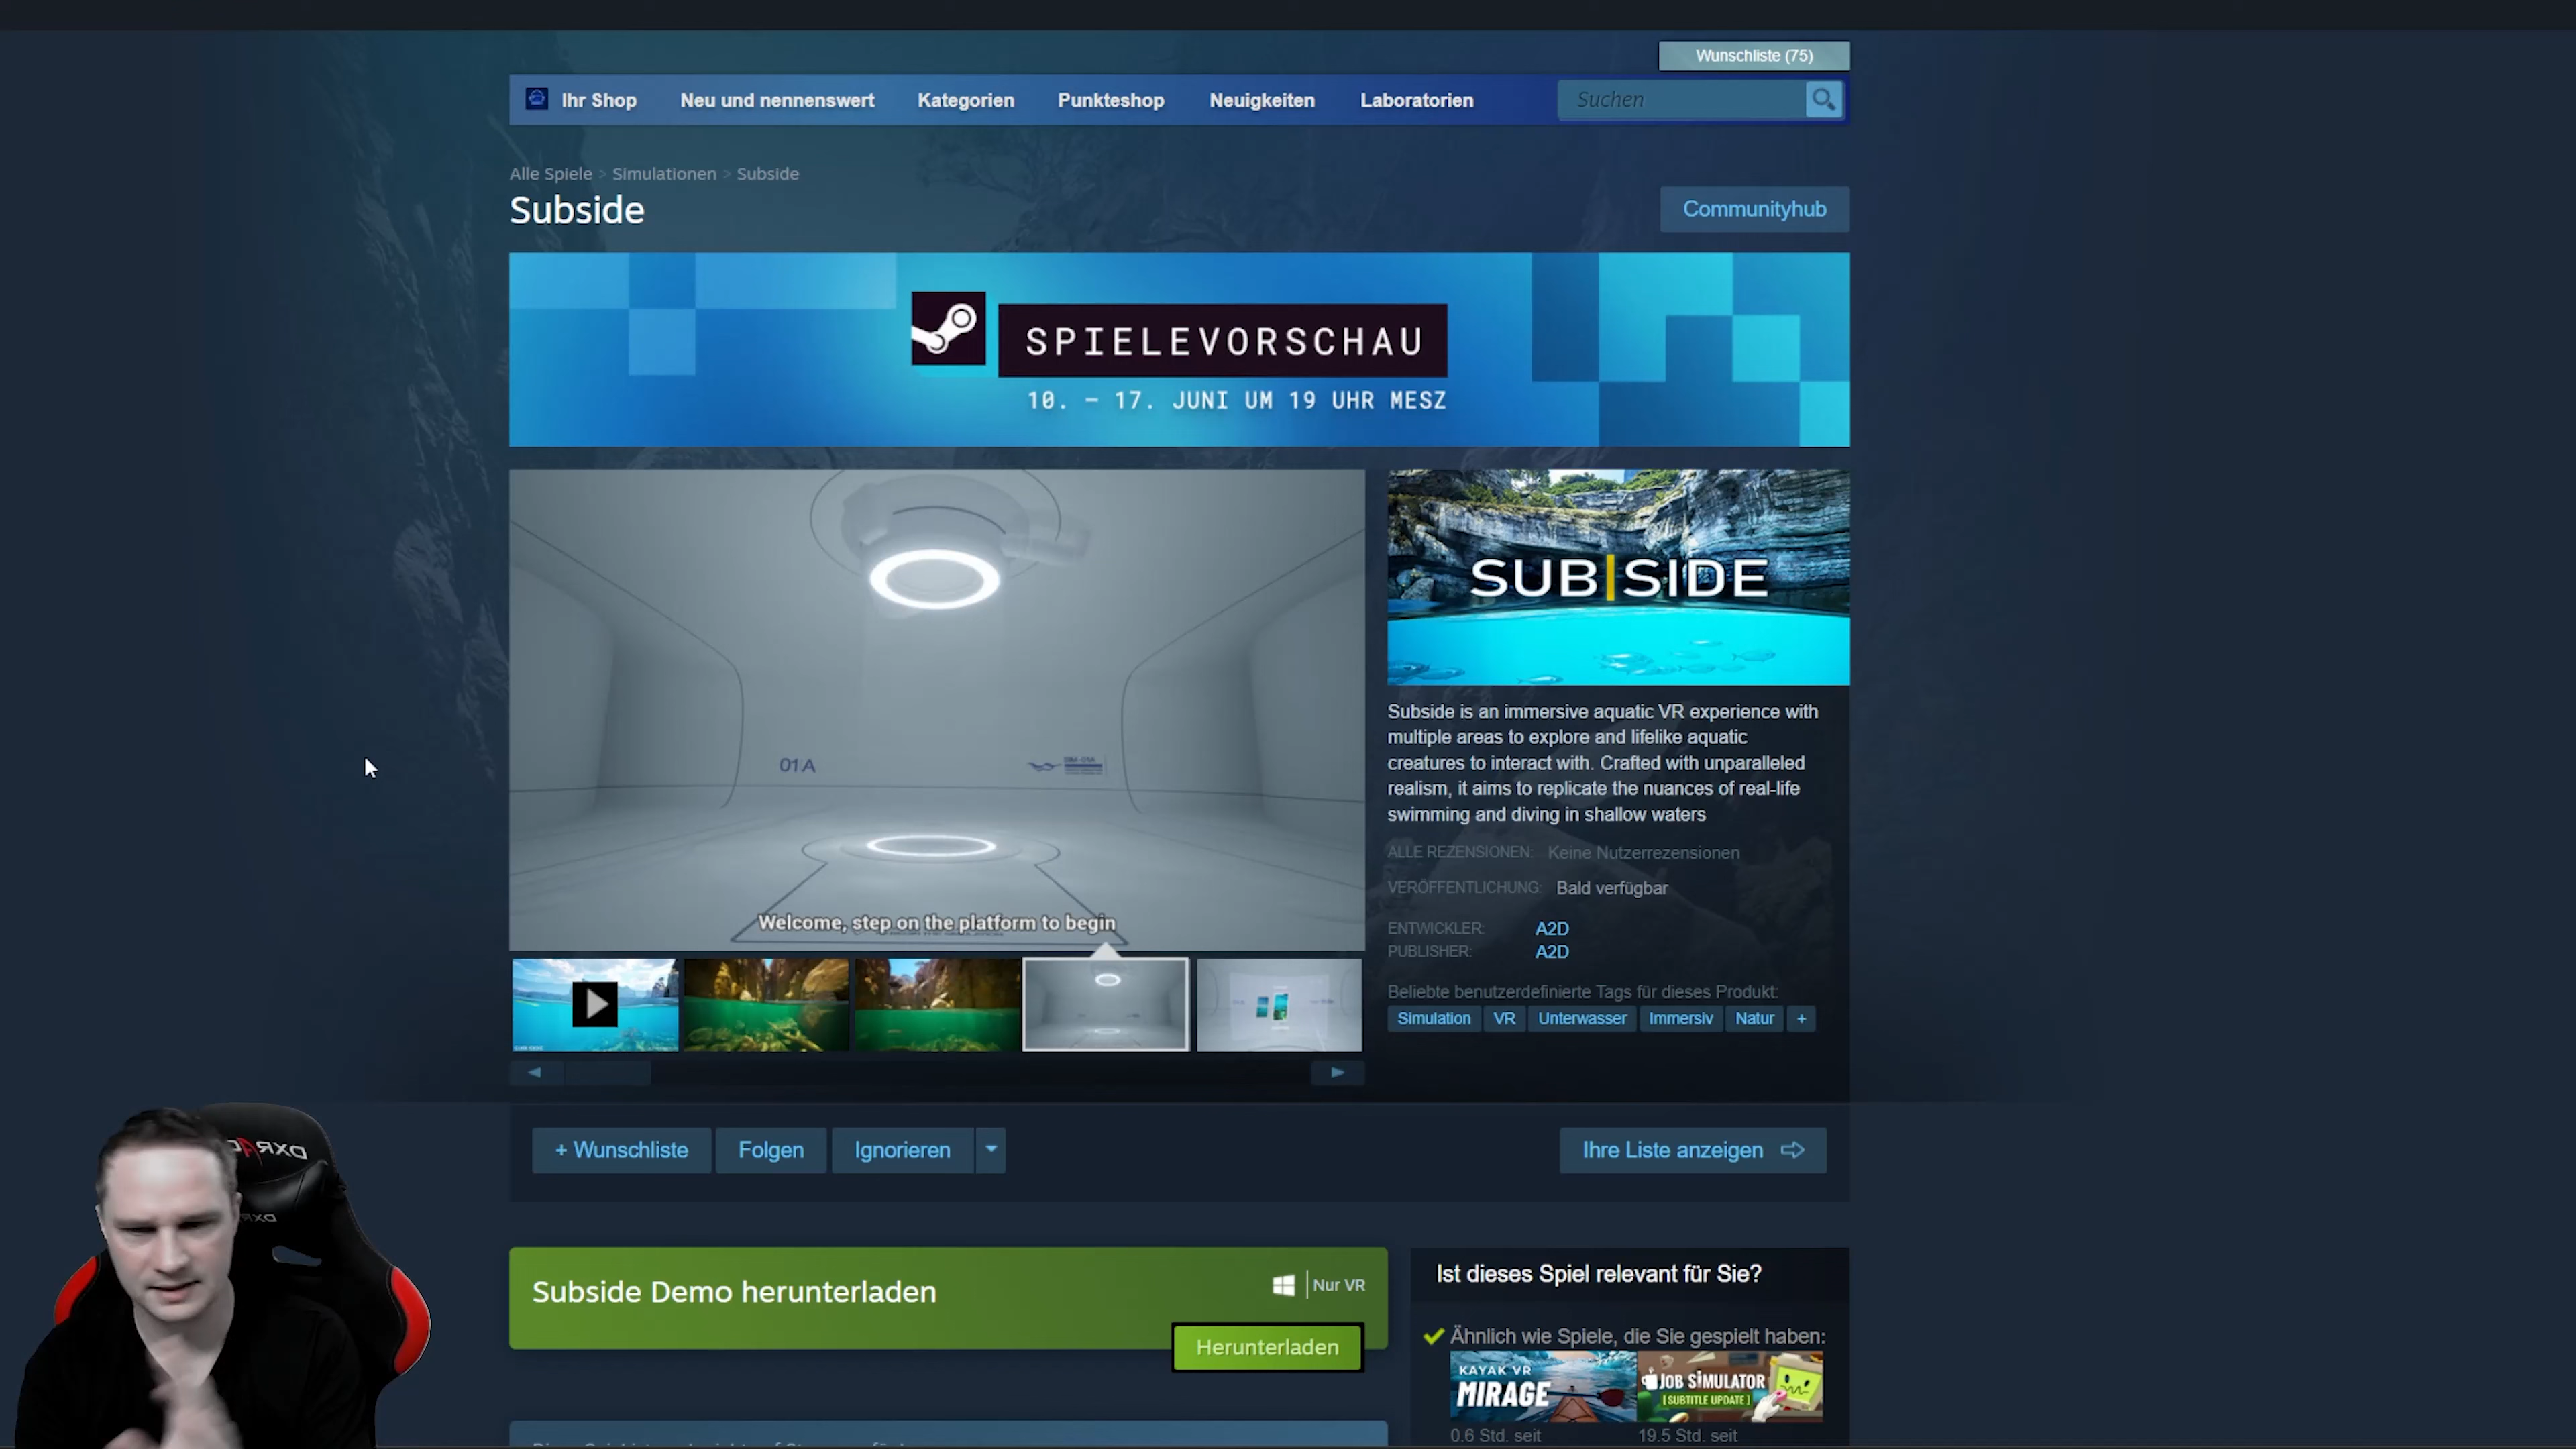 Wunschliste (75)
Ihr Shop Neu und nennenswert Kategorien Punkteshop Neuigkeiten Laboratorien Suchen
Alle Spiele > Simulationen > Subside
Subside
Communityhub
SPIELEVORSCHAU
10. – 17. JUNI UM 19 UHR MESZ
01A
Welcome, step on the platform to begin
SUB|SIDE
Subside is an immersive aquatic VR experience with
multiple areas to explore and lifelike aquatic
creatures to interact with. Crafted with unparalleled
realism, it aims to replicate the nuances of real-life
swimming and diving in shallow waters
ALLE REZENSIONEN: Keine Nutzerrezensionen
VERÖFFENTLICHUNG: Bald verfügbar
ENTWICKLER: A2D
PUBLISHER: A2D
Beliebte benutzerdefinierte Tags für dieses Produkt:
Simulation VR Unterwasser Immersiv Natur +
+ Wunschliste Folgen Ignorieren
Ihre Liste anzeigen
Subside Demo herunterladen
Nur VR
Herunterladen
Ist dieses Spiel relevant für Sie?
Ähnlich wie Spiele, die Sie gespielt haben:
KAYAK VR
MIRAGE
JOB SIMULATOR
[SUBTITLE UPDATE]
0.6 Std. seit
19.5 Std. seit